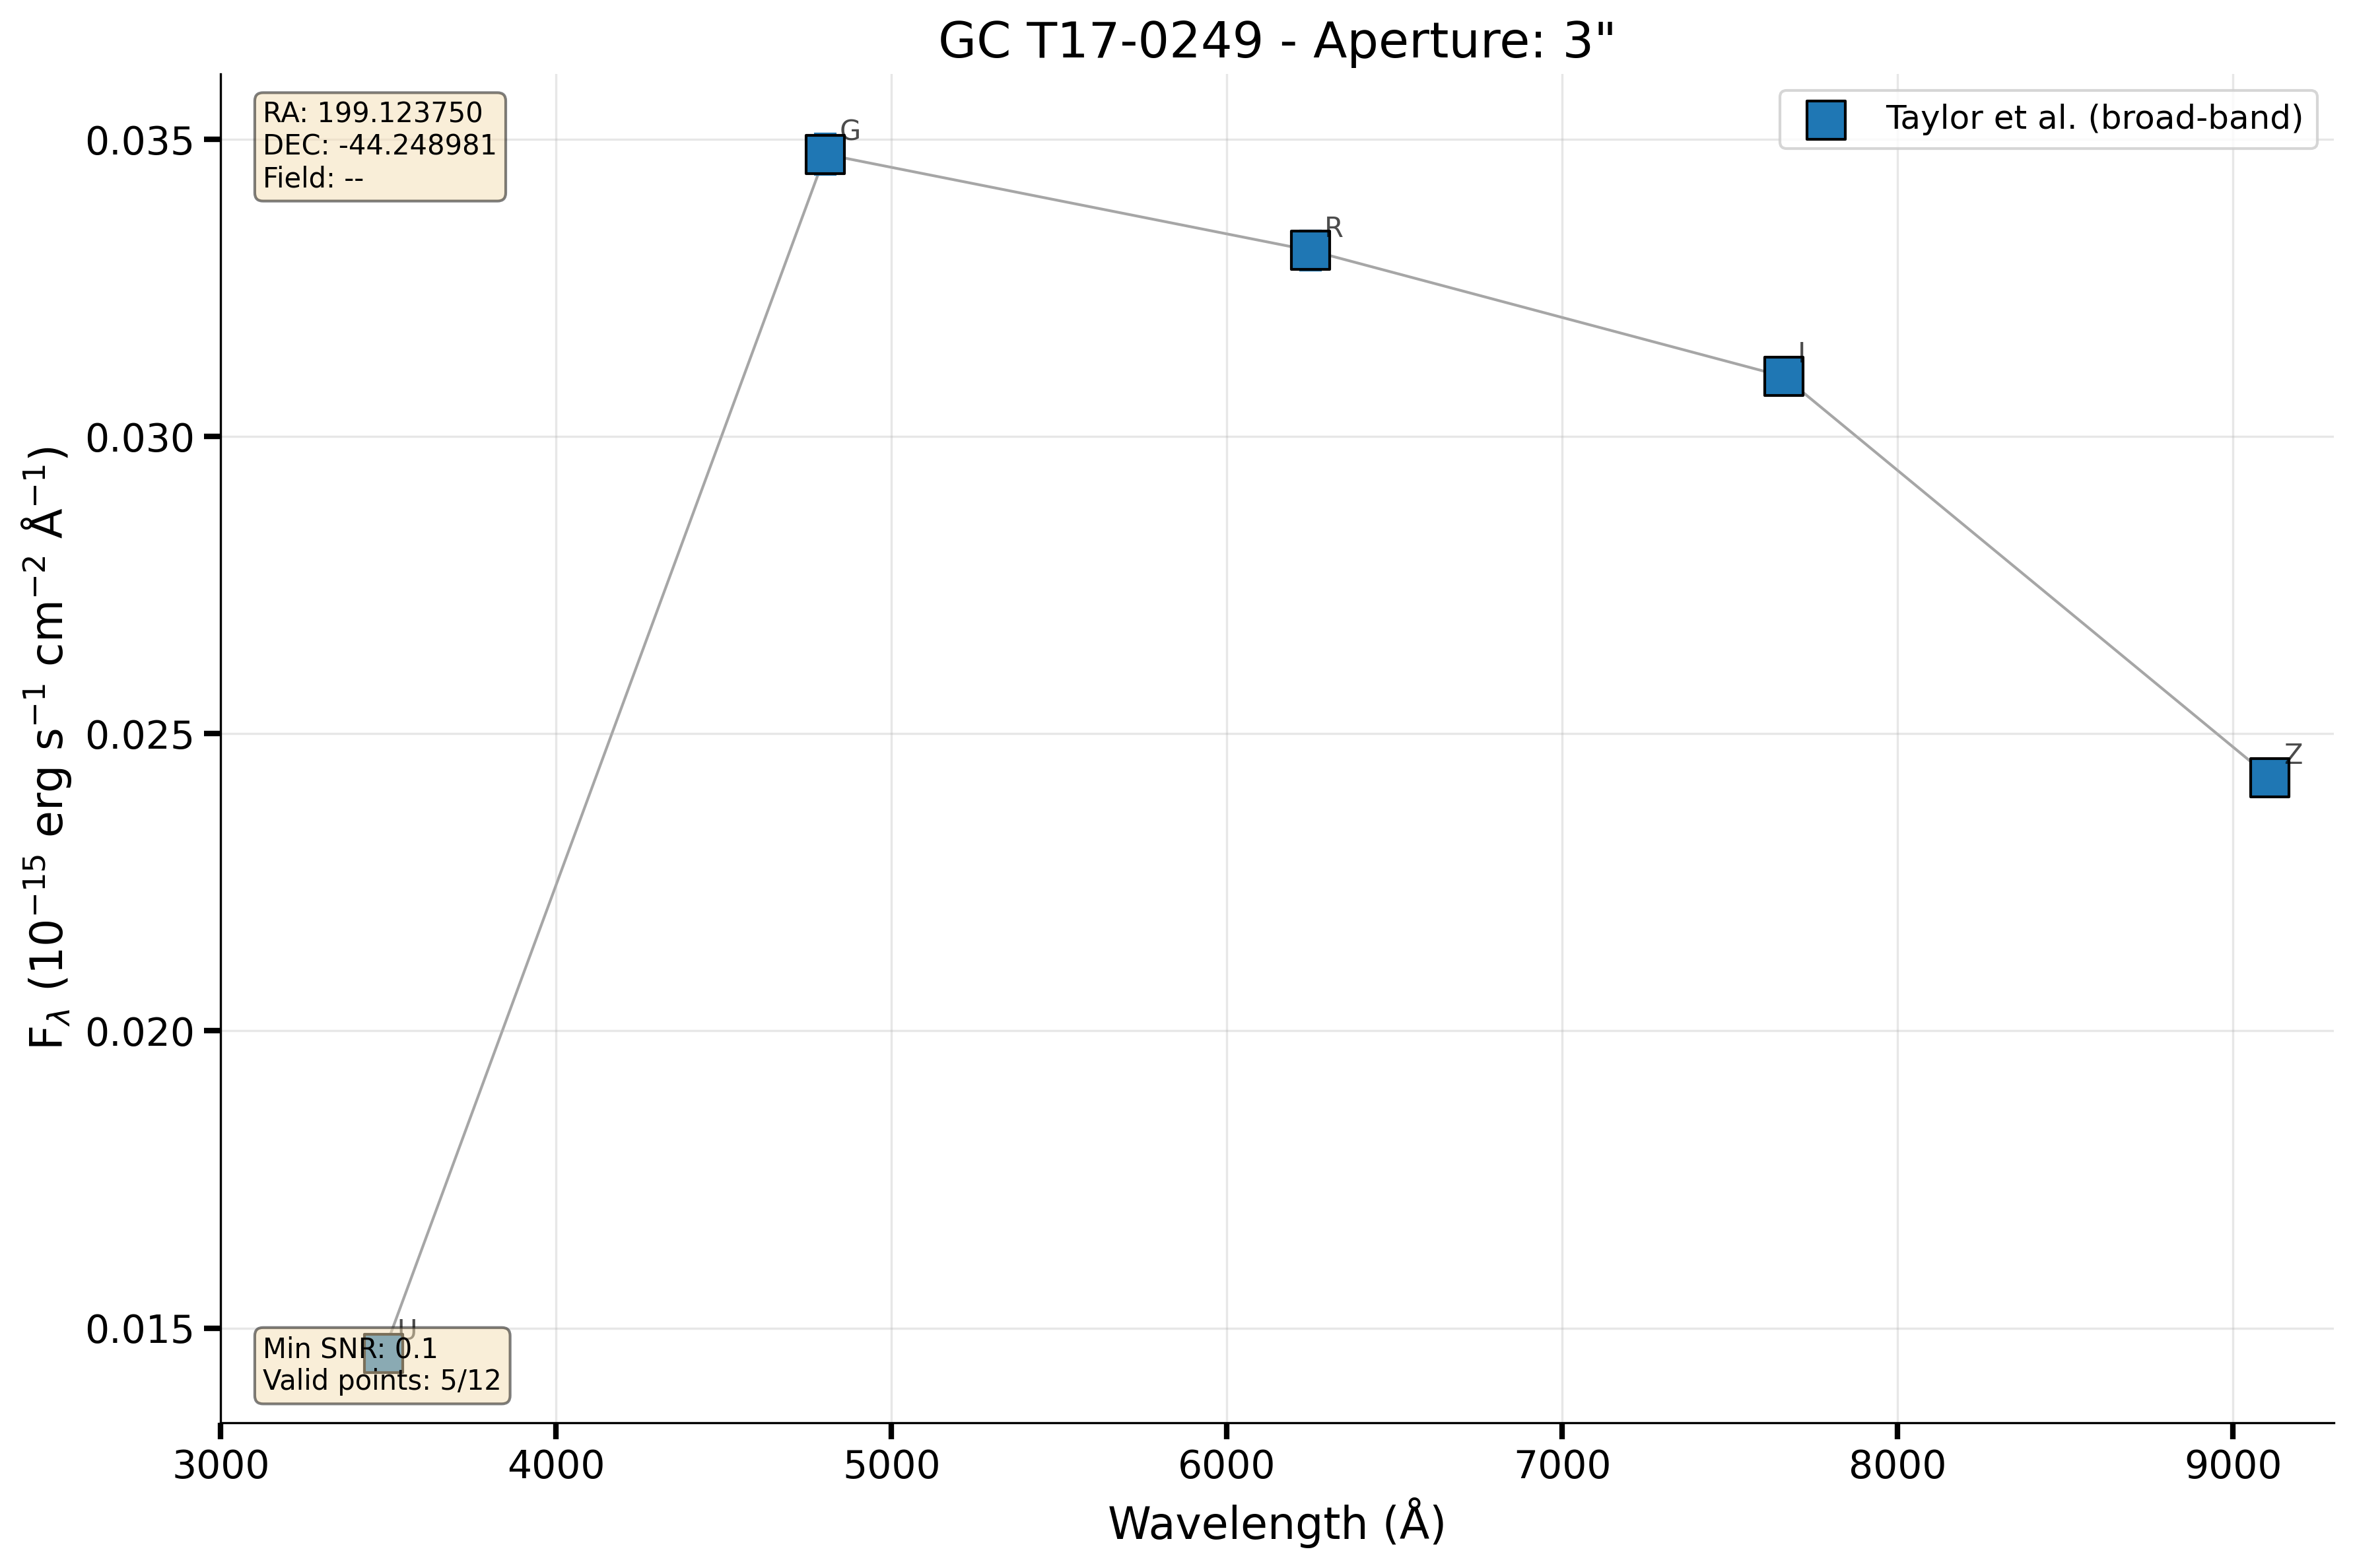 GC T17-0249 - Aperture: 3"
RA: 199.123750
DEC: -44.248981
Field: --
Taylor et al. (broad-band)
G
R
I
Z
U
Min SNR: 0.1
Valid points: 5/12
0.035
0.030
0.025
0.020
0.015
F_λ (10⁻¹⁵ erg s⁻¹ cm⁻² Å⁻¹)
3000 4000 5000 6000 7000 8000 9000
Wavelength (Å)